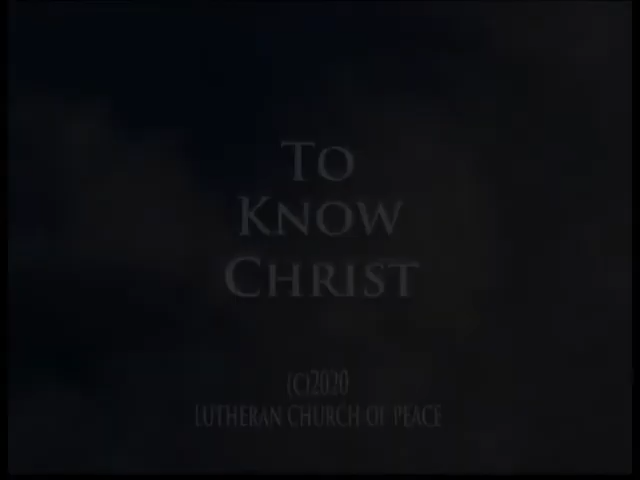 To
Know
Christ
(C)2020
LUTHERAN CHURCH OF PEACE